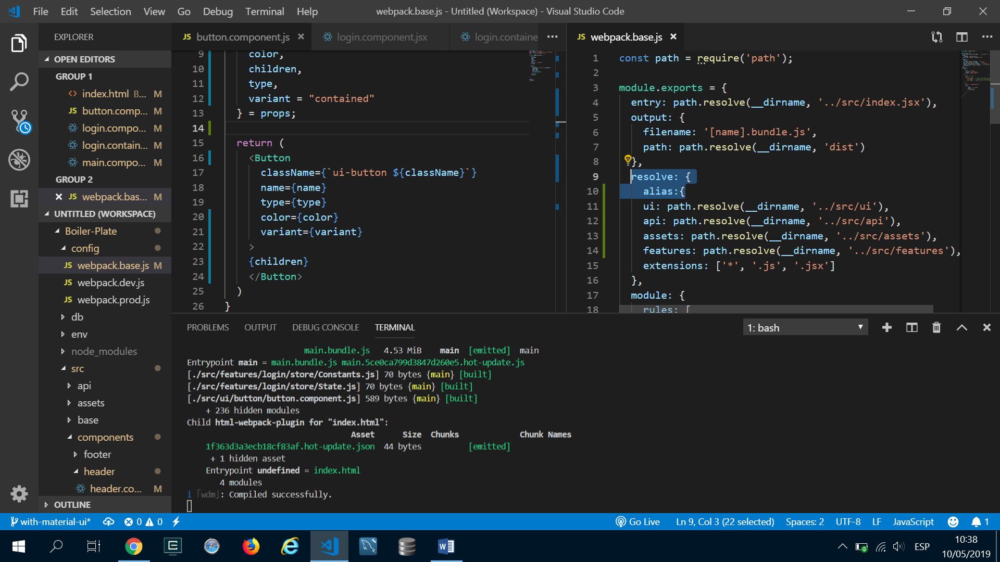 File Edit Selection View Go Debug Terminal Help
webpack.base.js - Untitled (Workspace) - Visual Studio Code
EXPLORER
OPEN EDITORS
GROUP 1
<> index.html B... M
JS button.comp... M
login.compo... M
login.contain... M
main.compo... M
GROUP 2
JS webpack.bas... M
UNTITLED (WORKSPACE)
Boiler-Plate
config
JS webpack.base.js M
JS webpack.dev.js
JS webpack.prod.js
db
env
node_modules
src
api
assets
base
components
footer
header
header.co... M
OUTLINE
JS button.component.js
login.component.jsx
login.containe
9 color,
10 children,
11 type,
12 variant = "contained"
13 } = props;
14
15 return (
16 <Button
17 className={`ui-button ${className}`}
18 name={name}
19 type={type}
20 color={color}
21 variant={variant}
22 >
23 {children}
24 </Button>
25 )
26 }
JS webpack.base.js
1 const path = require('path');
2
3 module.exports = {
4 entry: path.resolve(__dirname, '../src/index.jsx'),
5 output: {
6 filename: '[name].bundle.js',
7 path: path.resolve(__dirname, 'dist')
8 },
9 resolve: {
10 alias:{
11 ui: path.resolve(__dirname, '../src/ui'),
12 api: path.resolve(__dirname, '../src/api'),
13 assets: path.resolve(__dirname, '../src/assets'),
14 features: path.resolve(__dirname, '../src/features'),
15 extensions: ['*', '.js', '.jsx']
16 },
17 module: {
18 rules: [
PROBLEMS OUTPUT DEBUG CONSOLE TERMINAL
1: bash
main.bundle.js 4.53 MiB main [emitted] main
Entrypoint main = main.bundle.js main.5ce0ca799d3847d260e5.hot-update.js
[./src/features/login/store/Constants.js] 70 bytes {main} [built]
[./src/features/login/store/State.js] 70 bytes {main} [built]
[./src/ui/button/button.component.js] 589 bytes {main} [built]
+ 236 hidden modules
Child html-webpack-plugin for "index.html":
Asset Size Chunks Chunk Names
1f363d3a3ecb18cf83af.hot-update.json 44 bytes [emitted]
+ 1 hidden asset
Entrypoint undefined = index.html
4 modules
i ｢wdm｣: Compiled successfully.
with-material-ui* 0 0
Go Live Ln 9, Col 3 (22 selected) Spaces: 2 UTF-8 LF JavaScript 1
ESP
10:38
10/05/2019